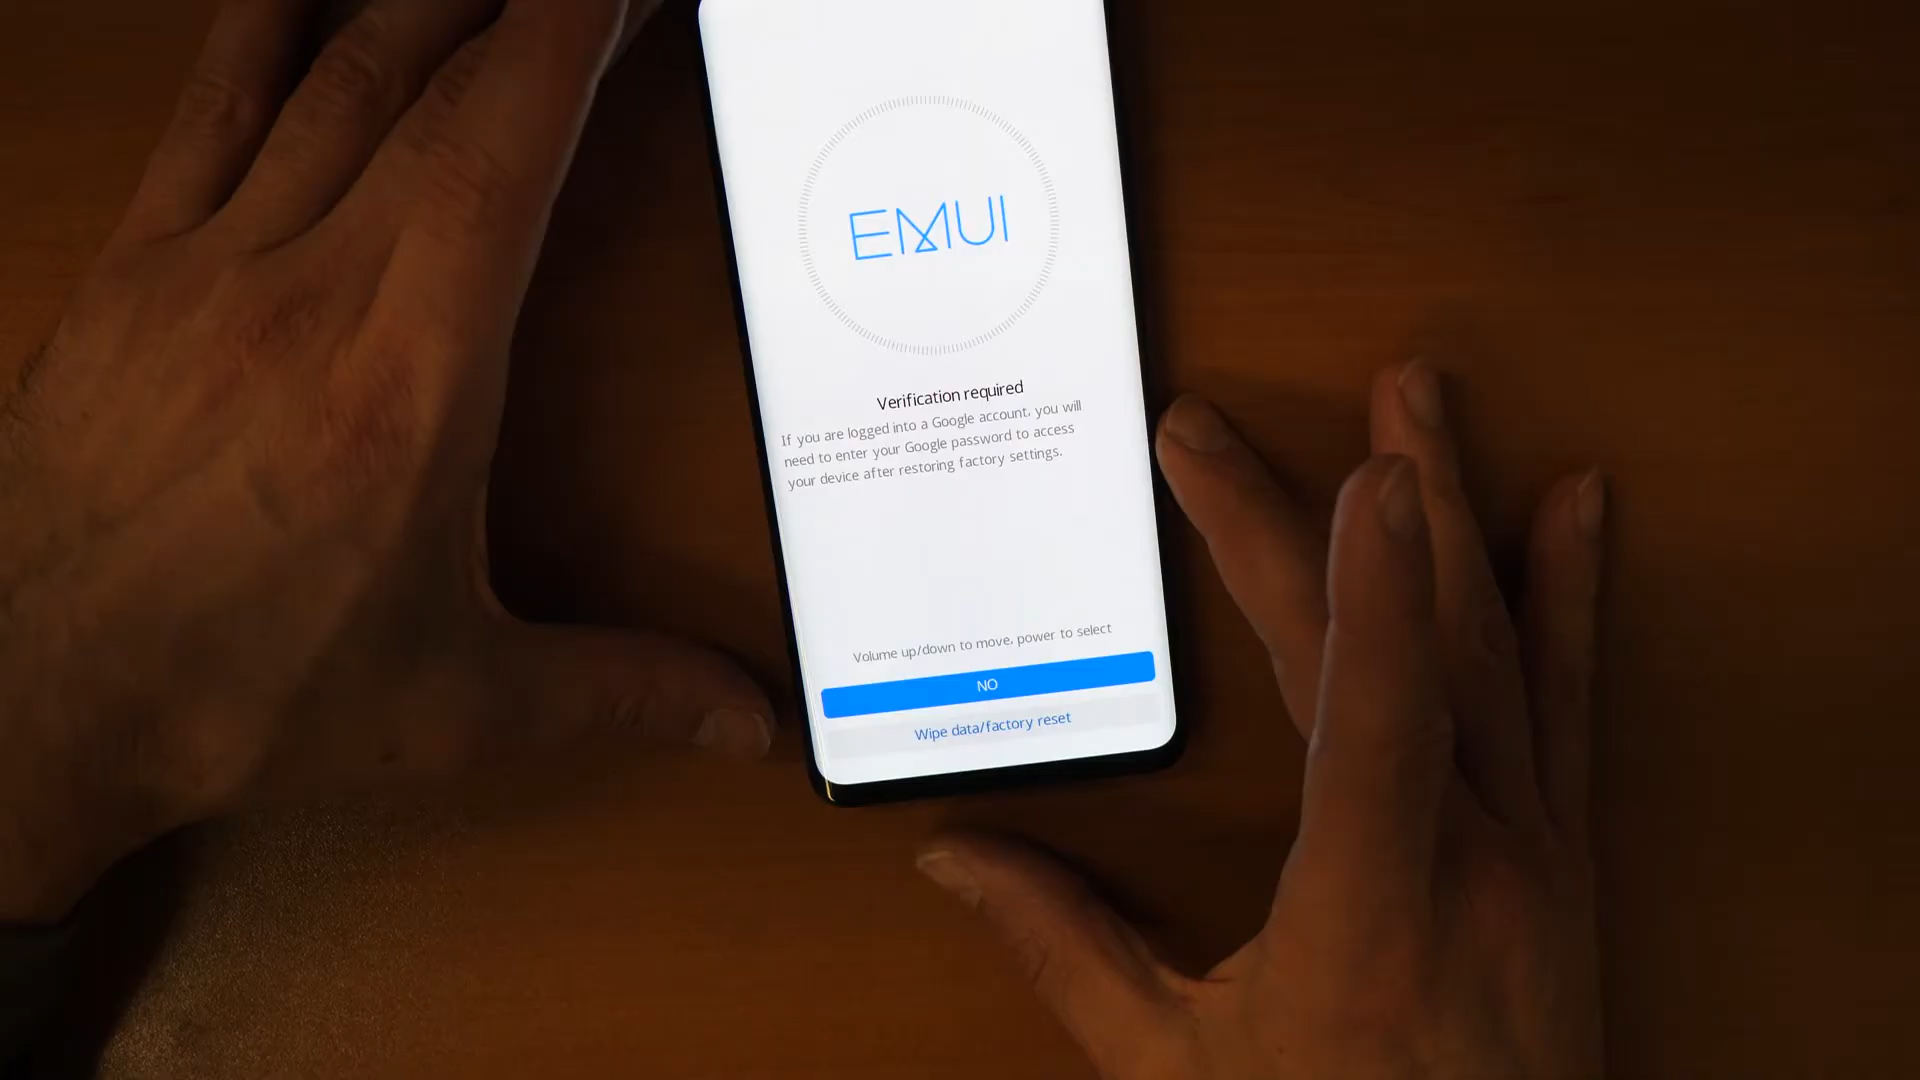 EMUI
Verification required
If you are logged into a Google account, you will
need to enter your Google password to access
your device after restoring factory settings.
Volume up/down to move, power to select
NO
Wipe data/factory reset